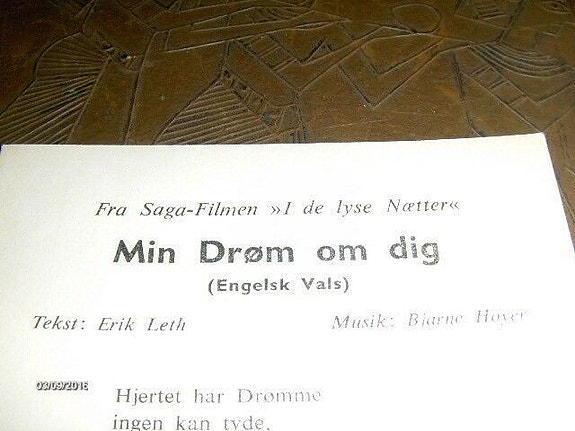 Fra Saga-Filmen »I de lyse Nætter«
Min Drøm om dig
(Engelsk Vals)
Tekst: Erik Leth
Musik: Bjarne Hoyer
03/09/2016
Hjertet har Drømme
ingen kan tyde,